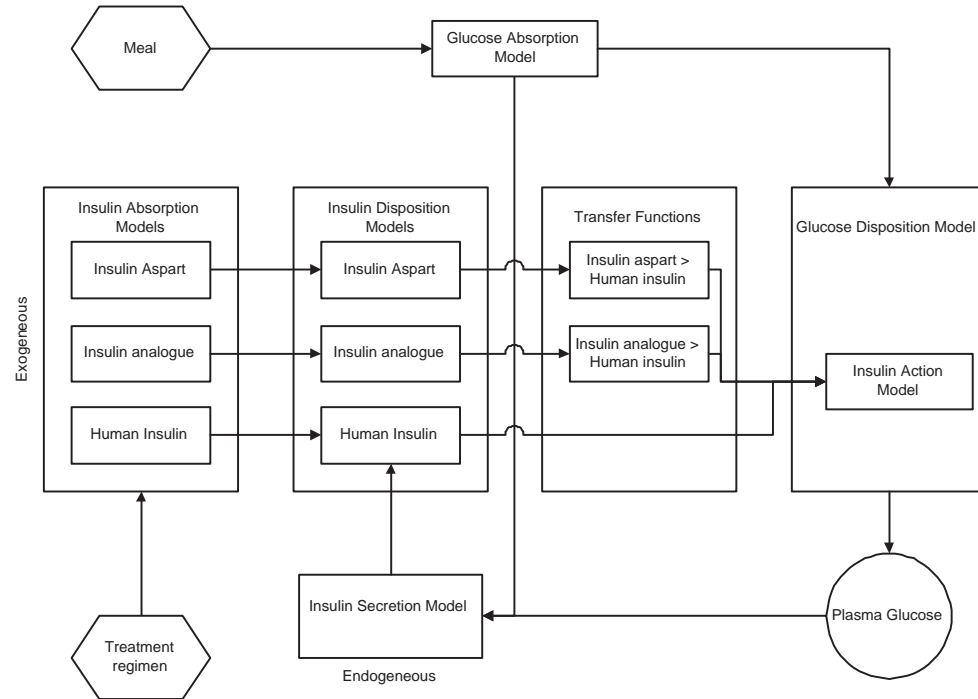 Meal
Glucose Absorption
Model
Insulin Absorption
Models
Insulin Disposition
Models
Transfer Functions
Glucose Disposition Model
Exogeneous
Insulin Aspart
Insulin Aspart
Insulin aspart >
Human insulin
Insulin analogue
Insulin analogue
Insulin analogue >
Human insulin
Insulin Action
Model
Human Insulin
Human Insulin
Insulin Secretion Model
Endogeneous
Plasma Glucose
Treatment
regimen